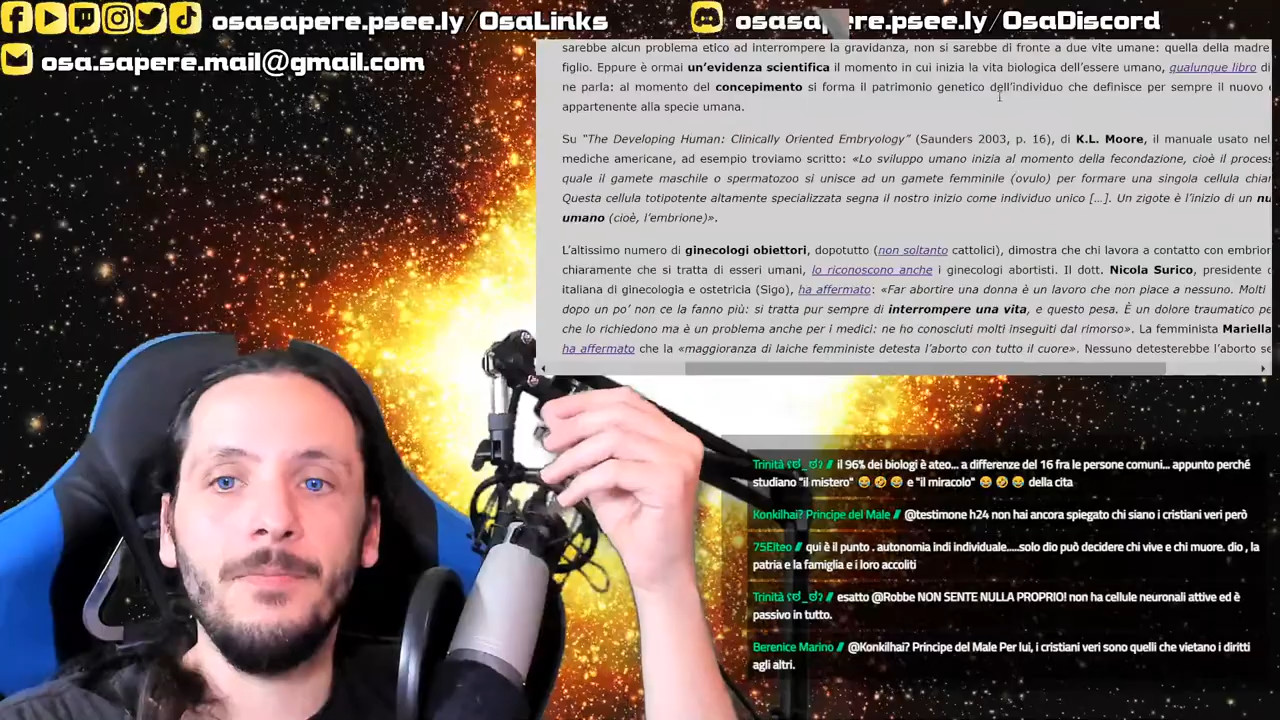 osasapere.psee.ly/OsaLinks
osasapere.psee.ly/OsaDiscord
osa.sapere.mail@gmail.com
sarebbe alcun problema etico ad interrompere la gravidanza, non si sarebbe di fronte a due vite umane: quella della madre
figlio. Eppure è ormai un'evidenza scientifica il momento in cui inizia la vita biologica dell'essere umano, qualunque libro di
ne parla: al momento del concepimento si forma il patrimonio genetico dell'individuo che definisce per sempre il nuovo
appartenente alla specie umana.
Su "The Developing Human: Clinically Oriented Embryology" (Saunders 2003, p. 16), di K.L. Moore, il manuale usato nel
mediche americane, ad esempio troviamo scritto: «Lo sviluppo umano inizia al momento della fecondazione, cioè il process
quale il gamete maschile o spermatozoo si unisce ad un gamete femminile (ovulo) per formare una singola cellula chiam
Questa cellula totipotente altamente specializzata segna il nostro inizio come individuo unico [...]. Un zigote è l'inizio di un nu
umano (cioè, l'embrione)».
L'altissimo numero di ginecologi obiettori, dopotutto (non soltanto cattolici), dimostra che chi lavora a contatto con embrion
chiaramente che si tratta di esseri umani, lo riconoscono anche i ginecologi abortisti. Il dott. Nicola Surico, presidente
italiana di ginecologia e ostetricia (Sigo), ha affermato: «Far abortire una donna è un lavoro che non piace a nessuno. Molti
dopo un po' non ce la fanno più: si tratta pur sempre di interrompere una vita, e questo pesa. È un dolore traumatico pe
che lo richiedono ma è un problema anche per i medici: ne ho conosciuti molti inseguiti dal rimorso». La femminista Mariella
ha affermato che la «maggioranza di laiche femministe detesta l'aborto con tutto il cuore». Nessuno detesterebbe l'aborto se
Trinità // il 96% dei biologi è ateo... a differenze del 16 fra le persone comuni... appunto perché
studiano "il mistero" 😂🤣😂 e "il miracolo" 😂🤣😂 della cita
Konkilhai? Principe del Male // @testimone h24 non hai ancora spiegato chi siano i cristiani veri però
7SEIteo // qui è il punto . autonomia indi individuale.....solo dio può decidere chi vive e chi muore. dio , la
patria e la famiglia e i loro accoliti
Trinità // esatto @Robbe NON SENTE NULLA PROPRIO! non ha cellule neuronali attive ed è
passivo in tutto.
Berenice Marino // @Konkilhai? Principe del Male Per lui, i cristiani veri sono quelli che vietano i diritti
agli altri.